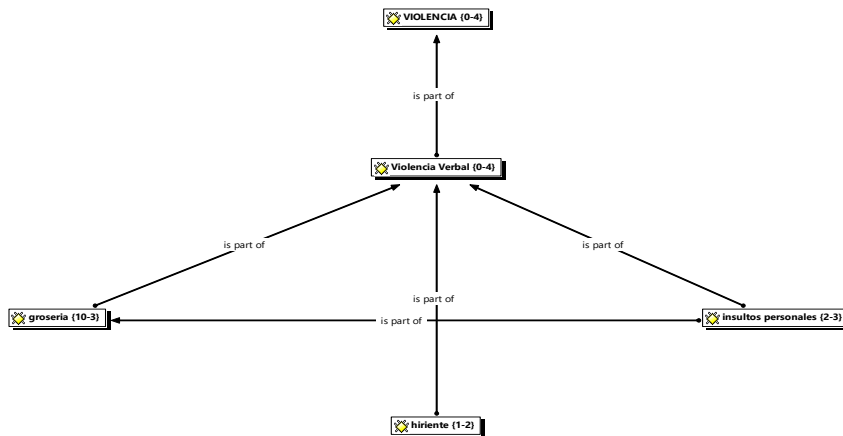 VIOLENCIA {0-4}
is part of
Violencia Verbal {0-4}
is part of
is part of
is part of
groseria {10-3}
is part of
insultos personales {2-3}
hiriente {1-2}